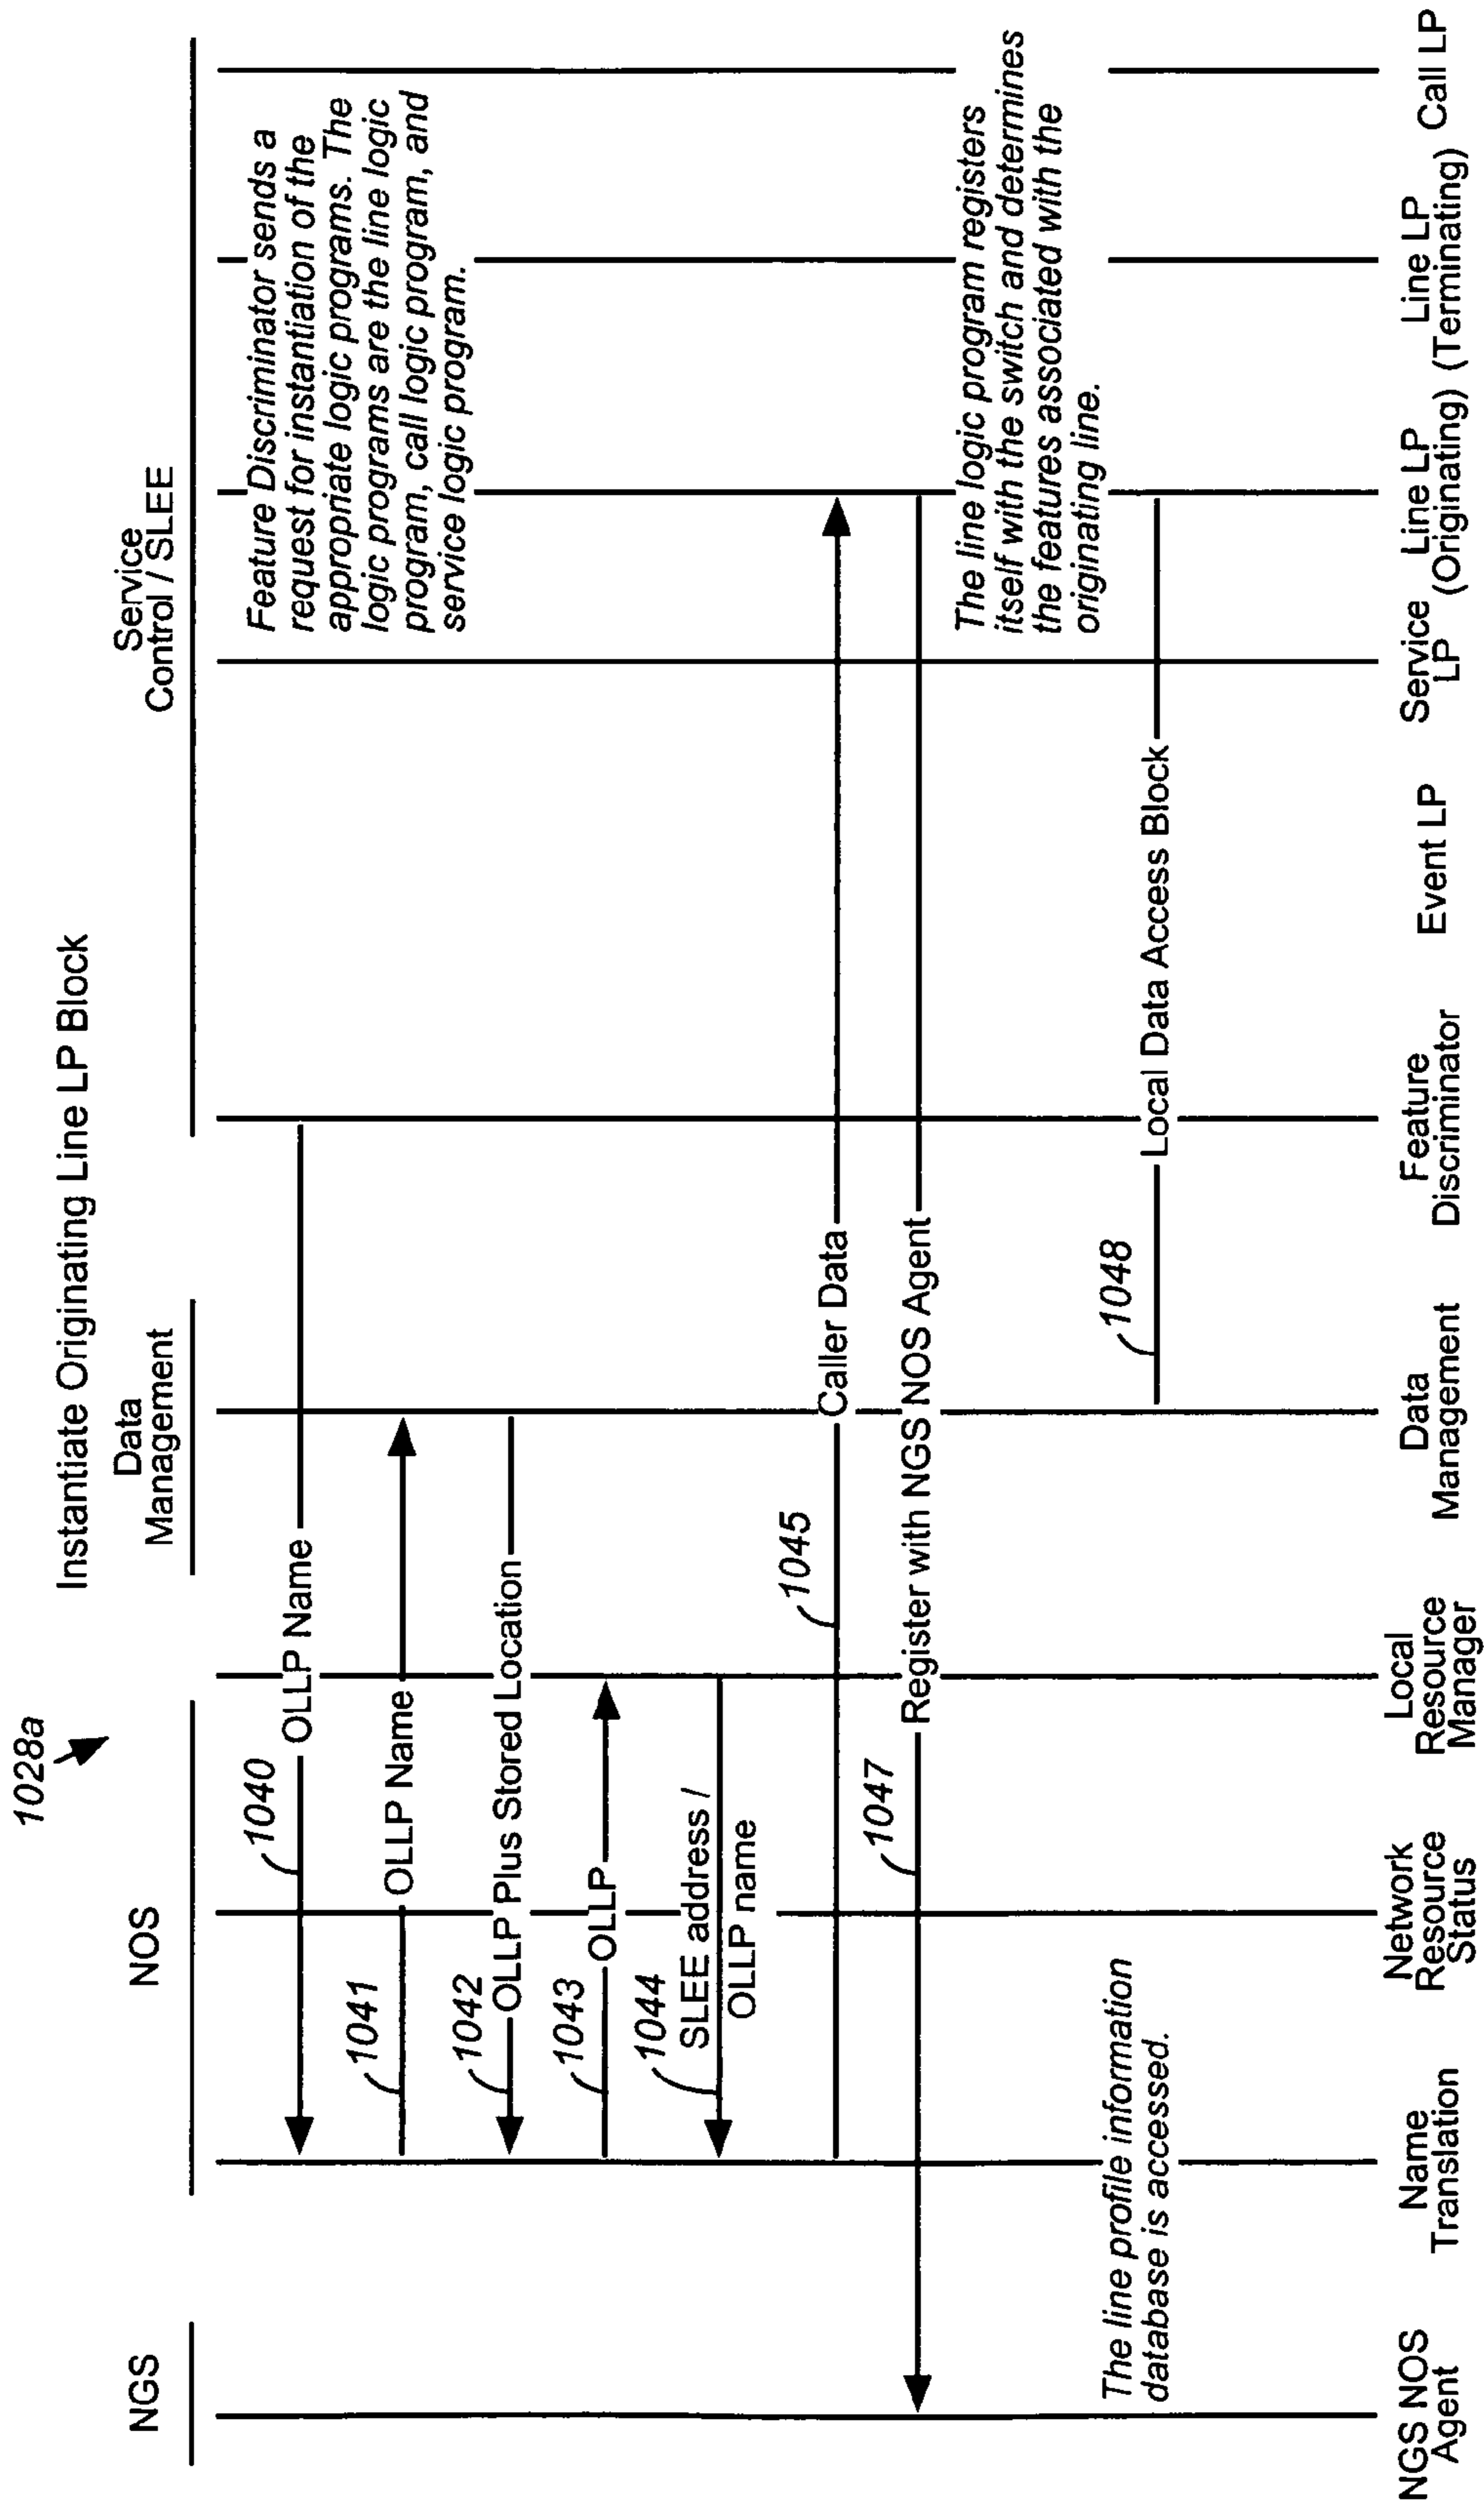 1028a
Instantiate Originating Line LP Block
NGS
NOS
Data
Management
Service
Control / SLEE
1040
OLLP Name
Feature Discriminator sends a
request for instantiation of the
appropriate logic programs. The
logic programs are the line logic
program, call logic program, and
service logic program.
1041
OLLP Name
1042
OLLP Plus Stored Location
1043
OLLP
1044
SLEE address /
OLLP name
1045
Caller Data
1047
Register with NGS NOS Agent
The line logic program registers
itself with the switch and determines
the features associated with the
originating line.
The line profile information
database is accessed.
1048
Local Data Access Block
NGS NOS
Agent
Name
Translation
Network
Resource
Status
Local
Resource
Manager
Data
Management
Feature
Discriminator
Event LP
Service
LP
Line LP
(Originating)
Line LP
(Terminating)
Call LP